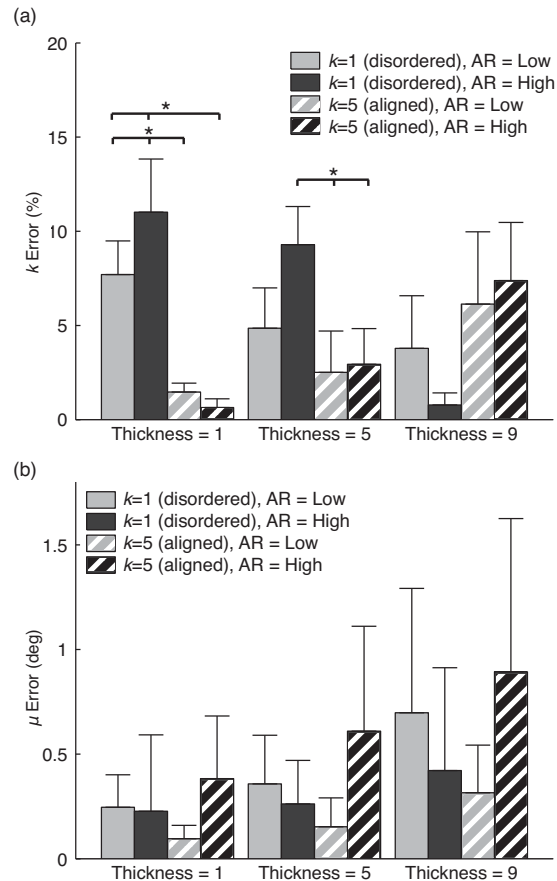 (a)
k=1 (disordered), AR = Low
k=1 (disordered), AR = High
k=5 (aligned), AR = Low
k=5 (aligned), AR = High
20
15
10
5
0
k Error (%)
*
*
*
Thickness = 1 Thickness = 5 Thickness = 9
(b)
k=1 (disordered), AR = Low
k=1 (disordered), AR = High
k=5 (aligned), AR = Low
k=5 (aligned), AR = High
1.5
1
0.5
0
μ Error (deg)
Thickness = 1 Thickness = 5 Thickness = 9